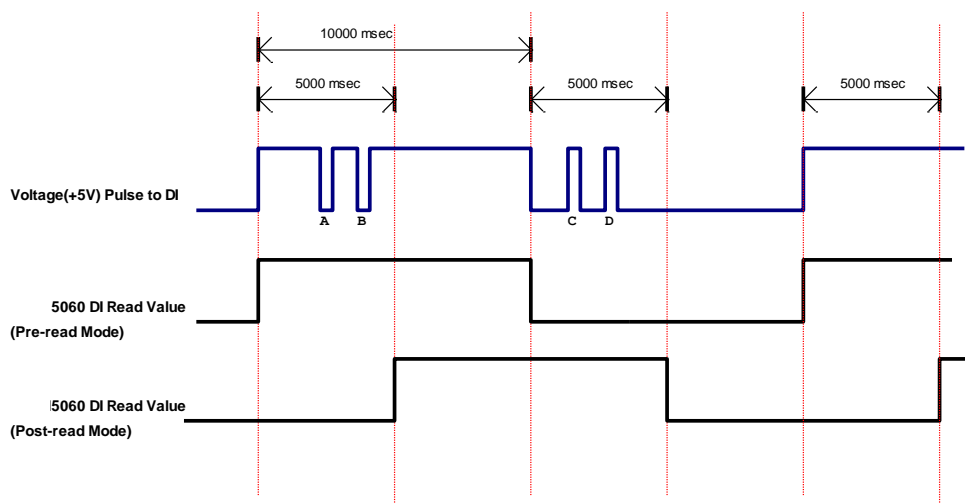 10000 msec
5000 msec 5000 msec 5000 msec
Voltage(+5V) Pulse to DI
A B C D
5060 DI Read Value
(Pre-read Mode)
5060 DI Read Value
(Post-read Mode)